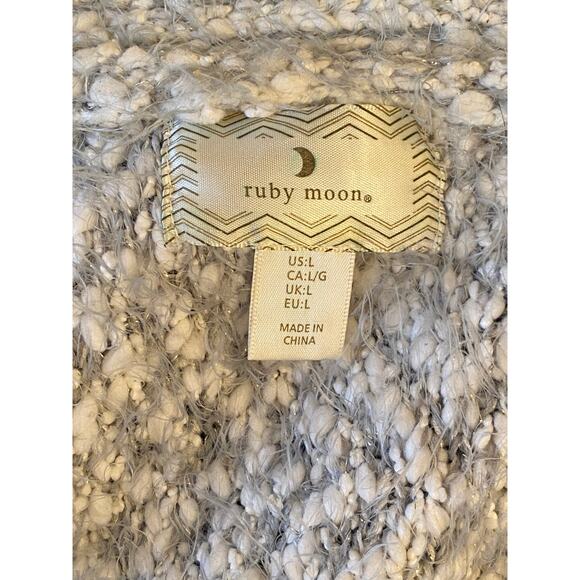 ruby moon®
US:L
CA:L/G
UK:L
EU:L
MADE IN
CHINA